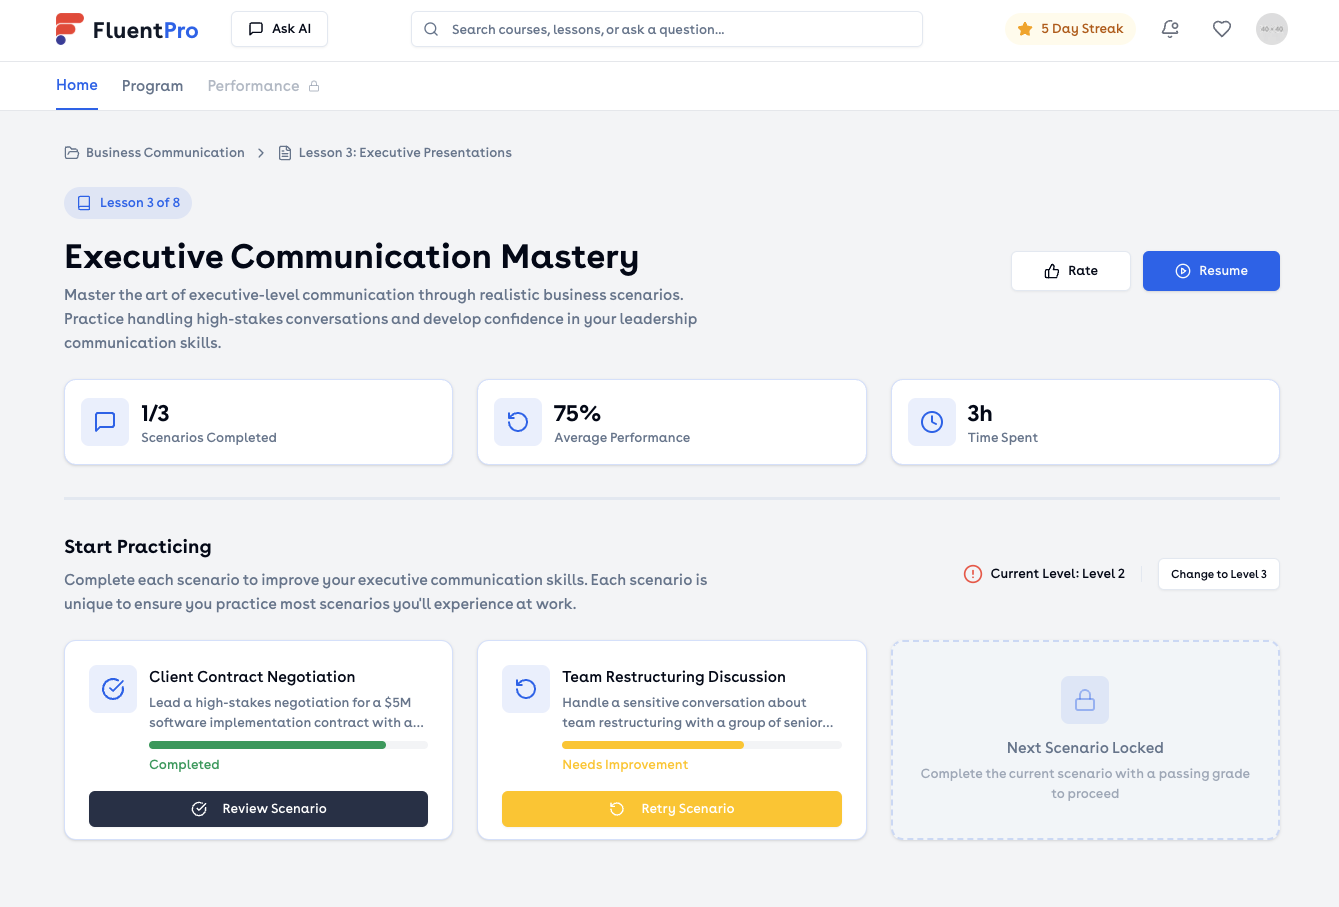 FluentPro
Ask AI
Search courses, lessons, or ask a question...
5 Day Streak
40 × 40
Home
Program
Performance
Business Communication
Lesson 3: Executive Presentations
Lesson 3 of 8
Executive Communication Mastery
Master the art of executive-level communication through realistic business scenarios.
Practice handling high-stakes conversations and develop confidence in your leadership
communication skills.
Rate
Resume
1/3
Scenarios Completed
75%
Average Performance
3h
Time Spent
Start Practicing
Complete each scenario to improve your executive communication skills. Each scenario is
unique to ensure you practice most scenarios you'll experience at work.
Current Level: Level 2
Change to Level 3
Client Contract Negotiation
Lead a high-stakes negotiation for a $5M
software implementation contract with a...
Completed
Review Scenario
Team Restructuring Discussion
Handle a sensitive conversation about
team restructuring with a group of senior...
Needs Improvement
Retry Scenario
Next Scenario Locked
Complete the current scenario with a passing grade
to proceed